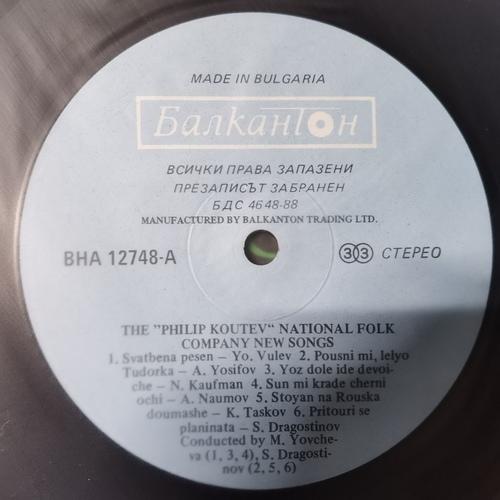 MADE IN BULGARIA
Балкантон
ВСИЧКИ ПРАВА ЗАПАЗЕНИ
ПРЕЗАПИСЪТ ЗАБРАНЕН
БДС 4648-88
MANUFACTURED BY BALKANTON TRADING LTD.
ВНА 12748-А
33 СТЕРЕО
THE "PHILIP KOUTEV“ NATIONAL FOLK
COMPANY NEW SONGS
1. Svatbena pesen — Yo. Vulev 2. Pousni mi, lelyo
Tudorka — A. Yosifov 3. Yoz dole ide devoi-
che — N. Kaufman 4. Sun mi krade cherni
ochi — A. Naumov 5. Stoyan na Rouska
doumashe — K. Taskov 6. Pritouri se
planinata — S. Dragostinov
Conducted by M. Yovche-
va (1, 3, 4), S. Dragosti-
nov (2, 5, 6)